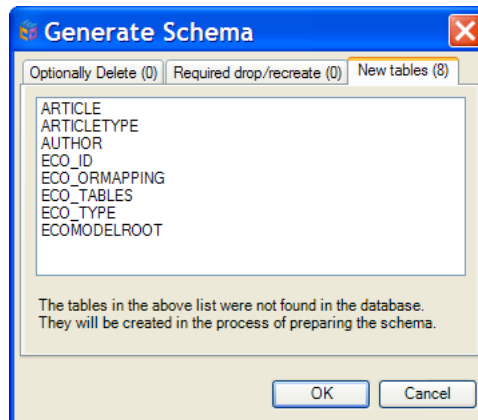 Generate Schema
Optionally Delete (0) Required drop/recreate (0) New tables (8)
ARTICLE
ARTICLETYPE
AUTHOR
ECO_ID
ECO_ORMAPPING
ECO_TABLES
ECO_TYPE
ECOMODELROOT
The tables in the above list were not found in the database.
They will be created in the process of preparing the schema.
OK Cancel